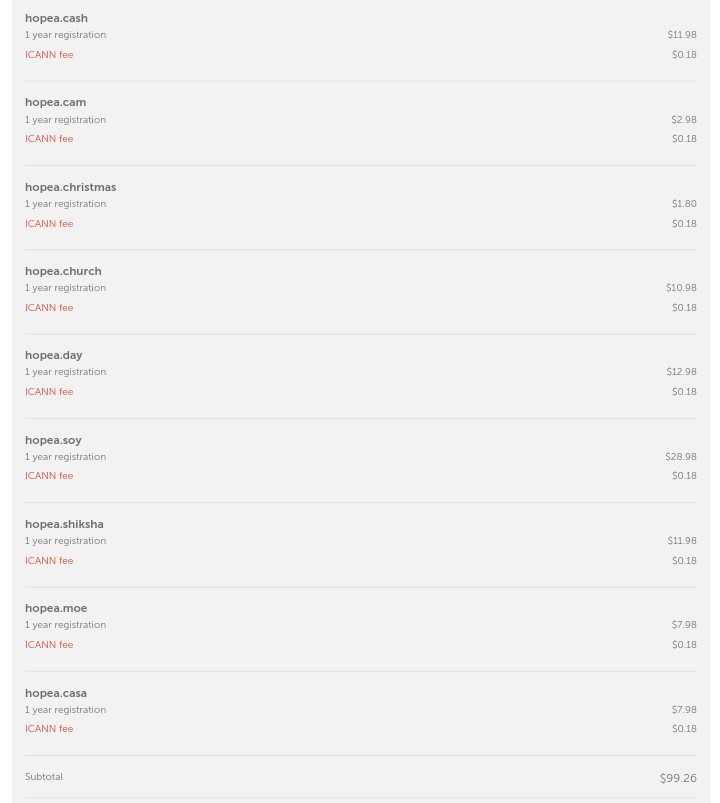 hopea.cash
1 year registration $11.98
ICANN fee $0.18
hopea.cam
1 year registration $2.98
ICANN fee $0.18
hopea.christmas
1 year registration $1.80
ICANN fee $0.18
hopea.church
1 year registration $10.98
ICANN fee $0.18
hopea.day
1 year registration $12.98
ICANN fee $0.18
hopea.soy
1 year registration $28.98
ICANN fee $0.18
hopea.shiksha
1 year registration $11.98
ICANN fee $0.18
hopea.moe
1 year registration $7.98
ICANN fee $0.18
hopea.casa
1 year registration $7.98
ICANN fee $0.18
Subtotal $99.26